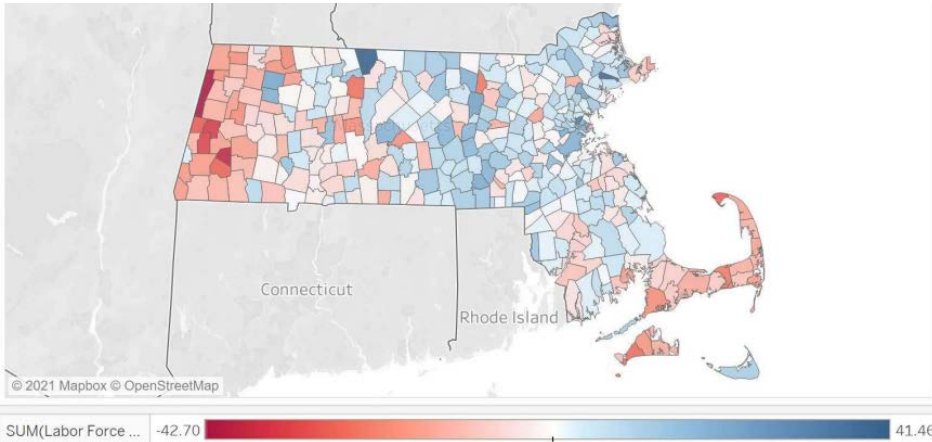 Connecticut
Rhode Island
© 2021 Mapbox © OpenStreetMap
SUM(Labor Force ...
-42.70
41.46